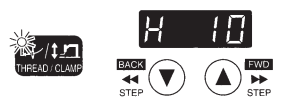 H 10
THREAD / CLAMP
BACK
FWD
STEP
STEP